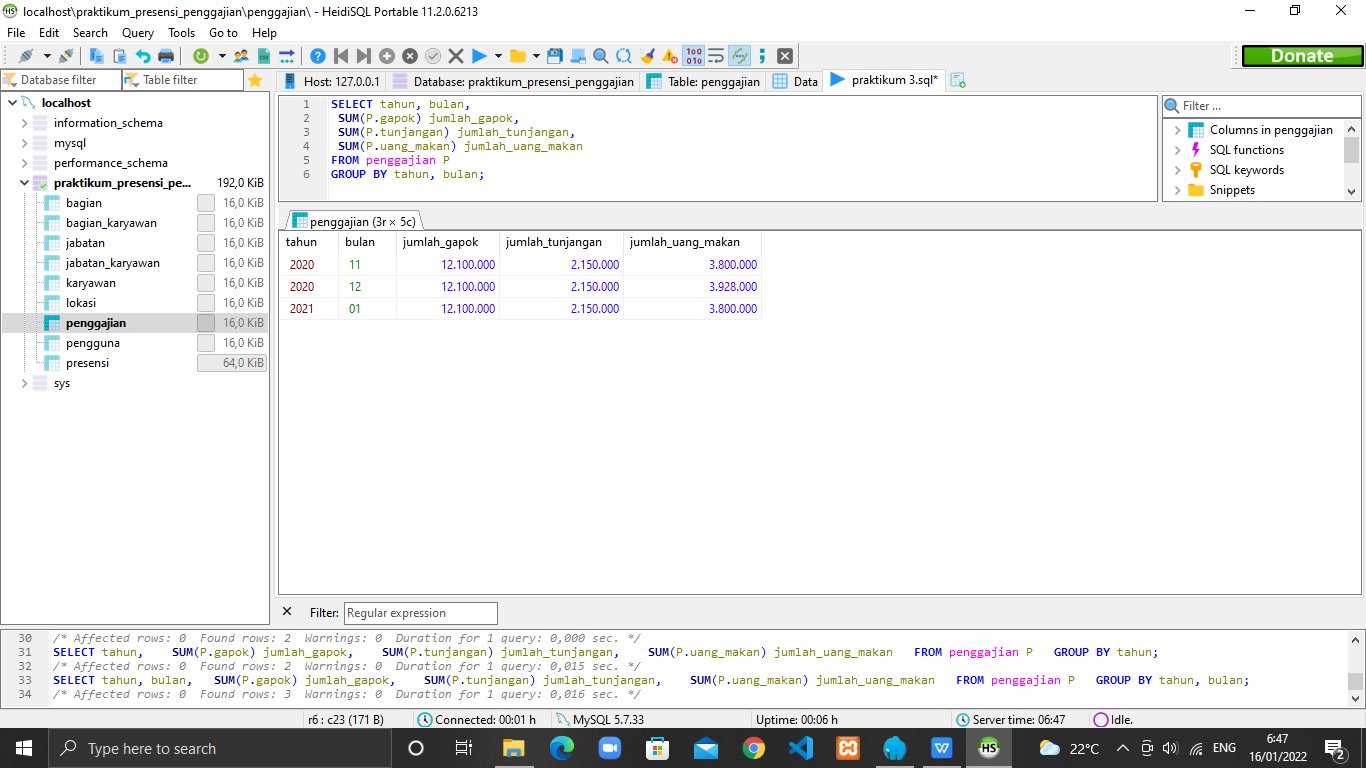 HS localhost\praktikum_presensi_penggajian\penggajian\ - HeidiSQL Portable 11.2.0.6213
File Edit Search Query Tools Go to Help
Donate
Database filter Table filter
Host: 127.0.0.1 Database: praktikum_presensi_penggajian Table: penggajian Data praktikum 3.sql*
localhost
information_schema
mysql
performance_schema
praktikum_presensi_pe... 192,0 KiB
bagian 16,0 KiB
bagian_karyawan 16,0 KiB
jabatan 16,0 KiB
jabatan_karyawan 16,0 KiB
karyawan 16,0 KiB
lokasi 16,0 KiB
penggajian 16,0 KiB
pengguna 16,0 KiB
presensi 64,0 KiB
sys
1 SELECT tahun, bulan,
2 SUM(P.gapok) jumlah_gapok,
3 SUM(P.tunjangan) jumlah_tunjangan,
4 SUM(P.uang_makan) jumlah_uang_makan
5 FROM penggajian P
6 GROUP BY tahun, bulan;
Filter ...
Columns in penggajian
SQL functions
SQL keywords
Snippets
penggajian (3r × 5c)
tahun bulan jumlah_gapok jumlah_tunjangan jumlah_uang_makan
2020 11 12.100.000 2.150.000 3.800.000
2020 12 12.100.000 2.150.000 3.928.000
2021 01 12.100.000 2.150.000 3.800.000
Filter: Regular expression
30 /* Affected rows: 0 Found rows: 2 Warnings: 0 Duration for 1 query: 0,000 sec. */
31 SELECT tahun, SUM(P.gapok) jumlah_gapok, SUM(P.tunjangan) jumlah_tunjangan, SUM(P.uang_makan) jumlah_uang_makan FROM penggajian P GROUP BY tahun;
32 /* Affected rows: 0 Found rows: 2 Warnings: 0 Duration for 1 query: 0,015 sec. */
33 SELECT tahun, bulan, SUM(P.gapok) jumlah_gapok, SUM(P.tunjangan) jumlah_tunjangan, SUM(P.uang_makan) jumlah_uang_makan FROM penggajian P GROUP BY tahun, bulan;
34 /* Affected rows: 0 Found rows: 3 Warnings: 0 Duration for 1 query: 0,016 sec. */
r6 : c23 (171 B) Connected: 00:01 h MySQL 5.7.33 Uptime: 00:06 h Server time: 06:47 Idle.
Type here to search
W HS
22°C ENG
6:47
16/01/2022
2